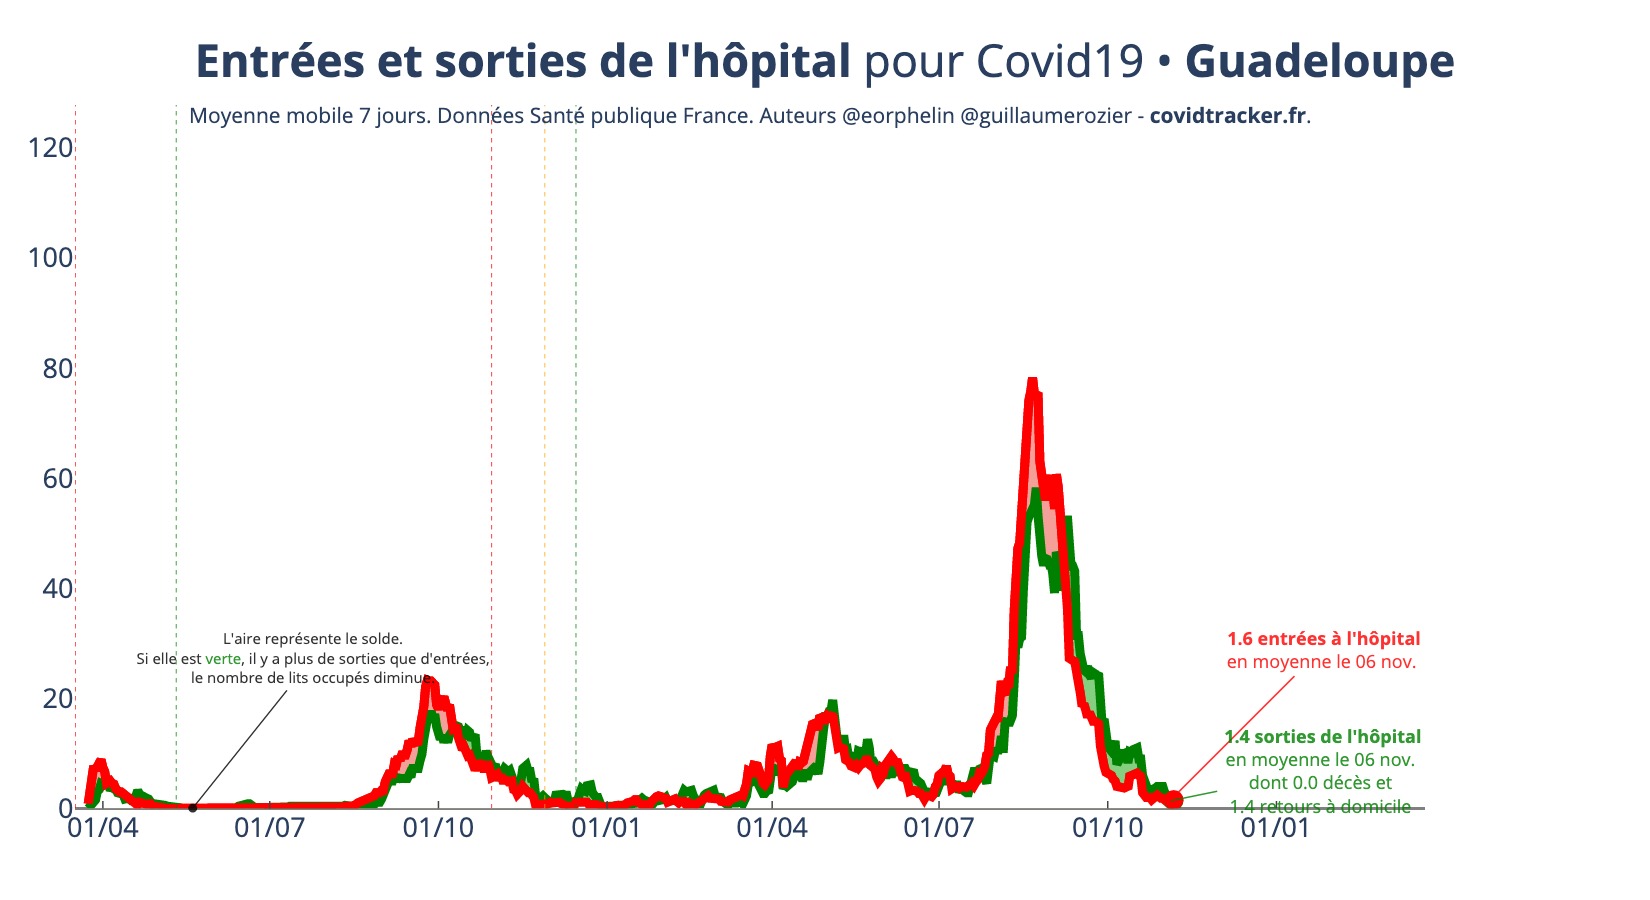 Entrées et sorties de l'hôpital pour Covid19 • Guadeloupe
Moyenne mobile 7 jours. Données Santé publique France. Auteurs @eorphelin @guillaumerozier - covidtracker.fr.
120
100
80
60
40
20
0
L'aire représente le solde.
Si elle est verte, il y a plus de sorties que d'entrées,
le nombre de lits occupés diminue.
1.6 entrées à l'hôpital
en moyenne le 06 nov.
1.4 sorties de l'hôpital
en moyenne le 06 nov.
dont 0.0 décès et
1.4 retours à domicile
01/04 01/07 01/10 01/01 01/04 01/07 01/10 01/01